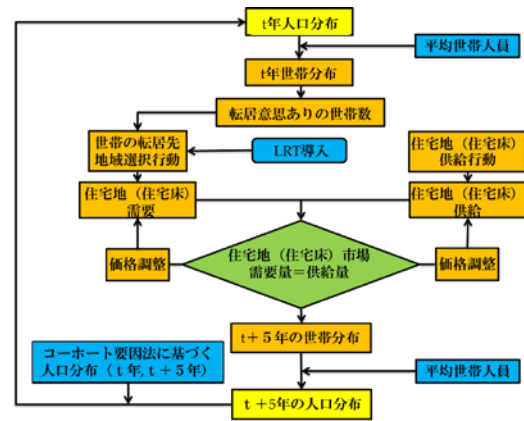 t年人口分布
平均世帯人員
t年世帯分布
転居意思ありの世帯数
世帯の転居先
地域選択行動
LRT導入
住宅地（住宅床）
供給行動
住宅地（住宅床）
需要
住宅地（住宅床）
供給
価格調整
住宅地（住宅床）市場
需要量＝供給量
価格調整
t＋５年の世帯分布
コーホート要因法に基づく
人口分布（t年,t＋5年）
平均世帯人員
t＋5年の人口分布